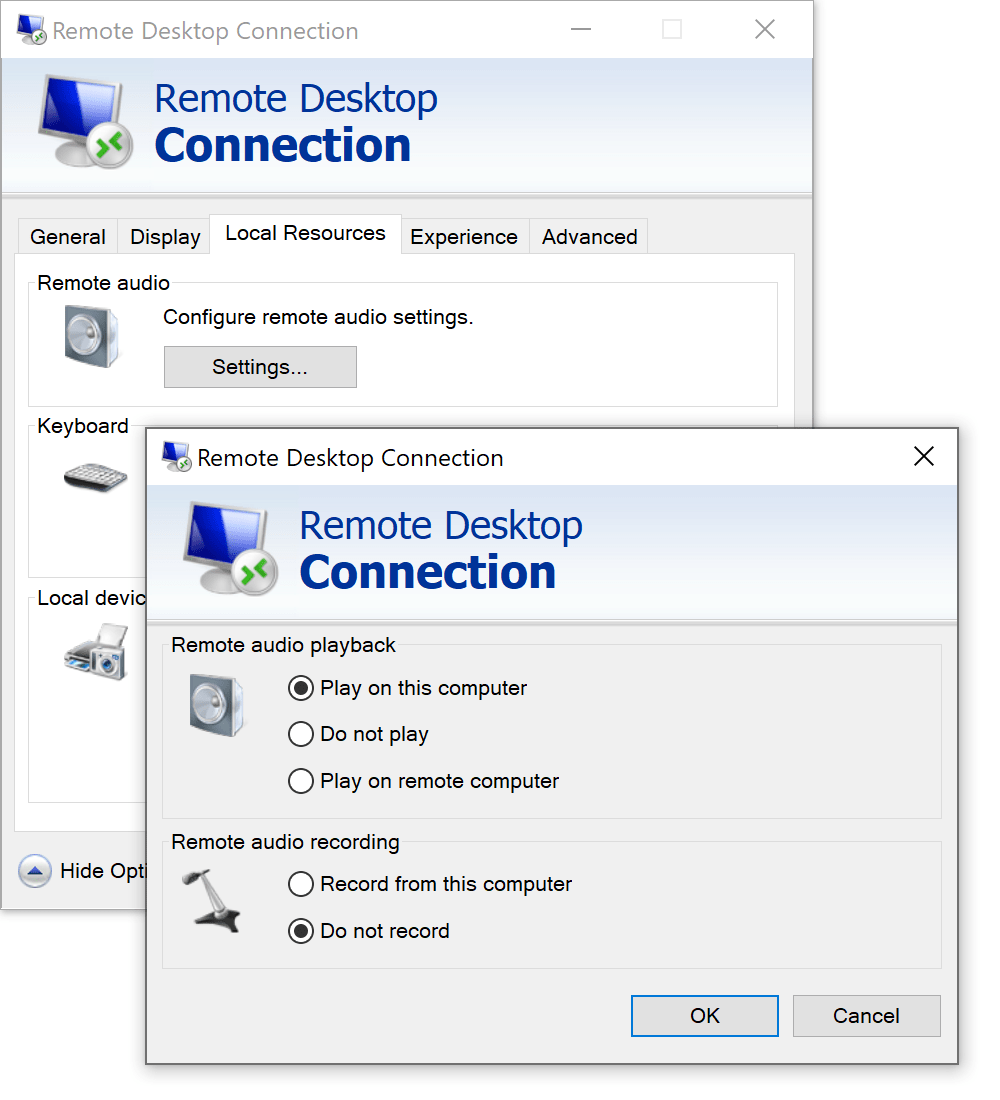 Remote Desktop Connection
Remote Desktop
Connection
General Display Local Resources Experience Advanced
Remote audio
Configure remote audio settings.
Settings...
Keyboard
Local devic
Hide Opti
Remote Desktop Connection
Remote Desktop
Connection
Remote audio playback
Play on this computer
Do not play
Play on remote computer
Remote audio recording
Record from this computer
Do not record
OK Cancel